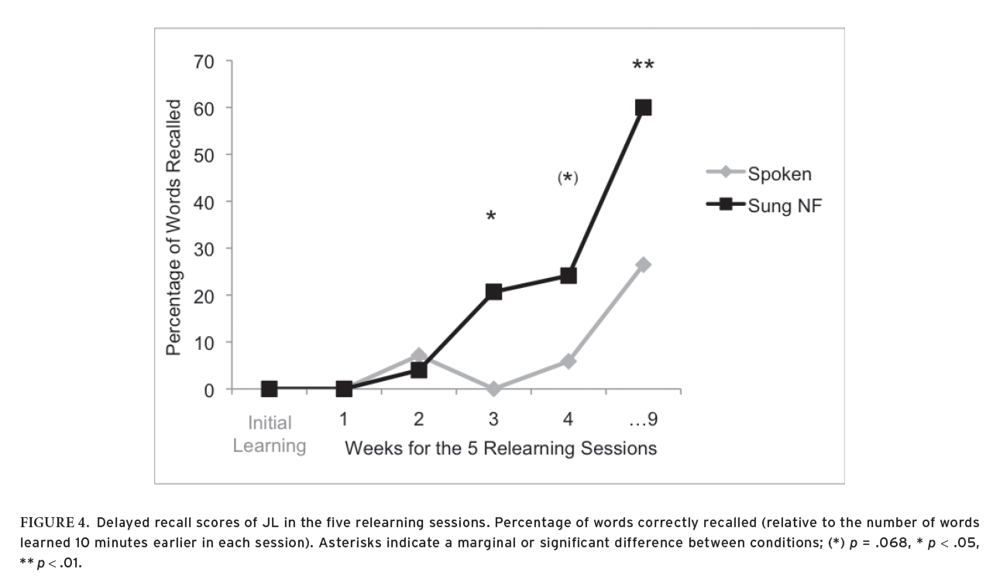 70
60
50
40
30
20
10
0
Percentage of Words Recalled
*
(*)
**
Spoken
Sung NF
Initial
Learning
1 2 3 4 ...9
Weeks for the 5 Relearning Sessions
FIGURE 4. Delayed recall scores of JL in the five relearning sessions. Percentage of words correctly recalled (relative to the number of words
learned 10 minutes earlier in each session). Asterisks indicate a marginal or significant difference between conditions; (*) p = .068, * p < .05,
** p < .01.